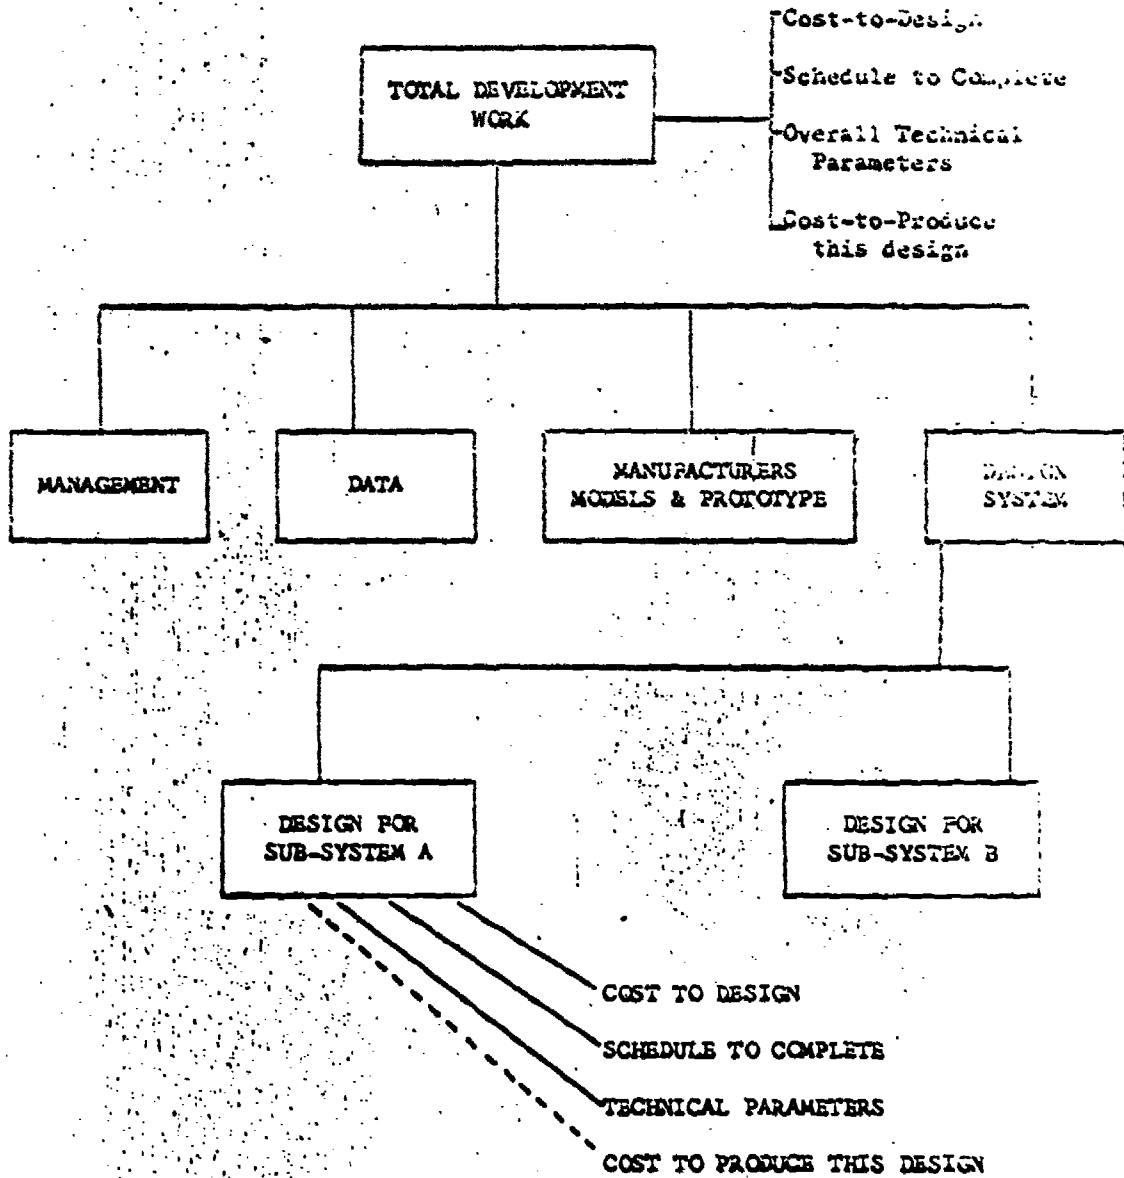 Cost-to-Design
TOTAL DEVELOPMENT
WORK
Schedule to Complete
Overall Technical
Parameters
Cost-to-Produce
this design
MANAGEMENT
DATA
MANUFACTURERS
MODELS & PROTOTYPE
DESIGN
SYSTEM
DESIGN FOR
SUB-SYSTEM A
DESIGN FOR
SUB-SYSTEM B
COST TO DESIGN
SCHEDULE TO COMPLETE
TECHNICAL PARAMETERS
COST TO PRODUCE THIS DESIGN